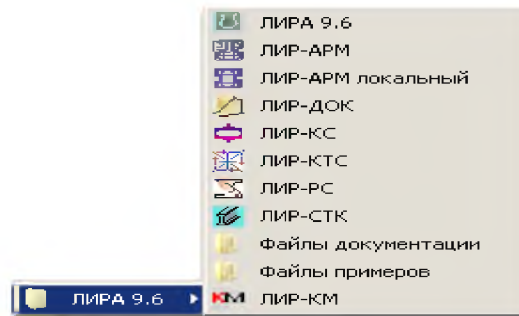 ЛИРА 9.6
ЛИР-АРМ
ЛИР-АРМ локальный
ЛИР-ДОК
ЛИР-КС
ЛИР-КТС
ЛИР-РС
ЛИР-СТК
Файлы документации
Файлы примеров
ЛИРА 9.6
КМ ЛИР-КМ